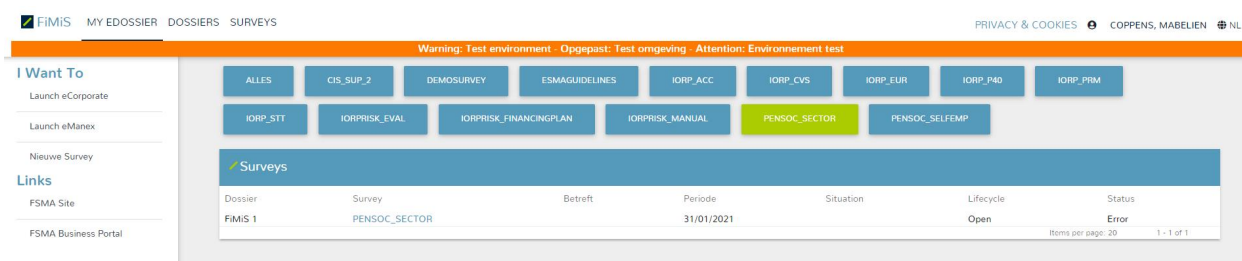 FiMiS MY EDOSSIER DOSSIERS SURVEYS PRIVACY & COOKIES COPPENS, MABELIEN NL
Warning: Test environment - Opgepast: Test omgeving - Attention: Environnement test
I Want To
Launch eCorporate
Launch eManex
Nieuwe Survey
Links
FSMA Site
FSMA Business Portal
ALLES CIS_SUP_2 DEMOSURVEY ESMAGUIDELINES IORP_ACC IORP_CVS IORP_EUR IORP_P40 IORP_PRM
IORP_STT IORPRISK_EVAL IORPRISK_FINANCINGPLAN IORPRISK_MANUAL PENSOC_SECTOR PENSOC_SELFEMP
Surveys
Dossier Survey Betreft Periode Situation Lifecycle Status
FiMiS 1 PENSOC_SECTOR 31/01/2021 Open Error
Items per page: 20 1 - 1 of 1